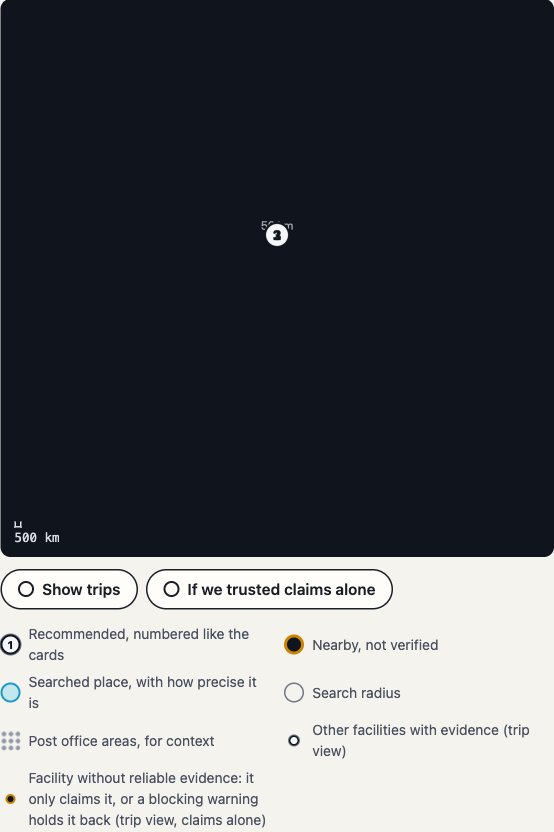 3
500 km
Show trips
If we trusted claims alone
1
Recommended, numbered like the
cards
Nearby, not verified
Searched place, with how precise it
is
Search radius
Post office areas, for context
Other facilities with evidence (trip
view)
Facility without reliable evidence: it
only claims it, or a blocking warning
holds it back (trip view, claims alone)